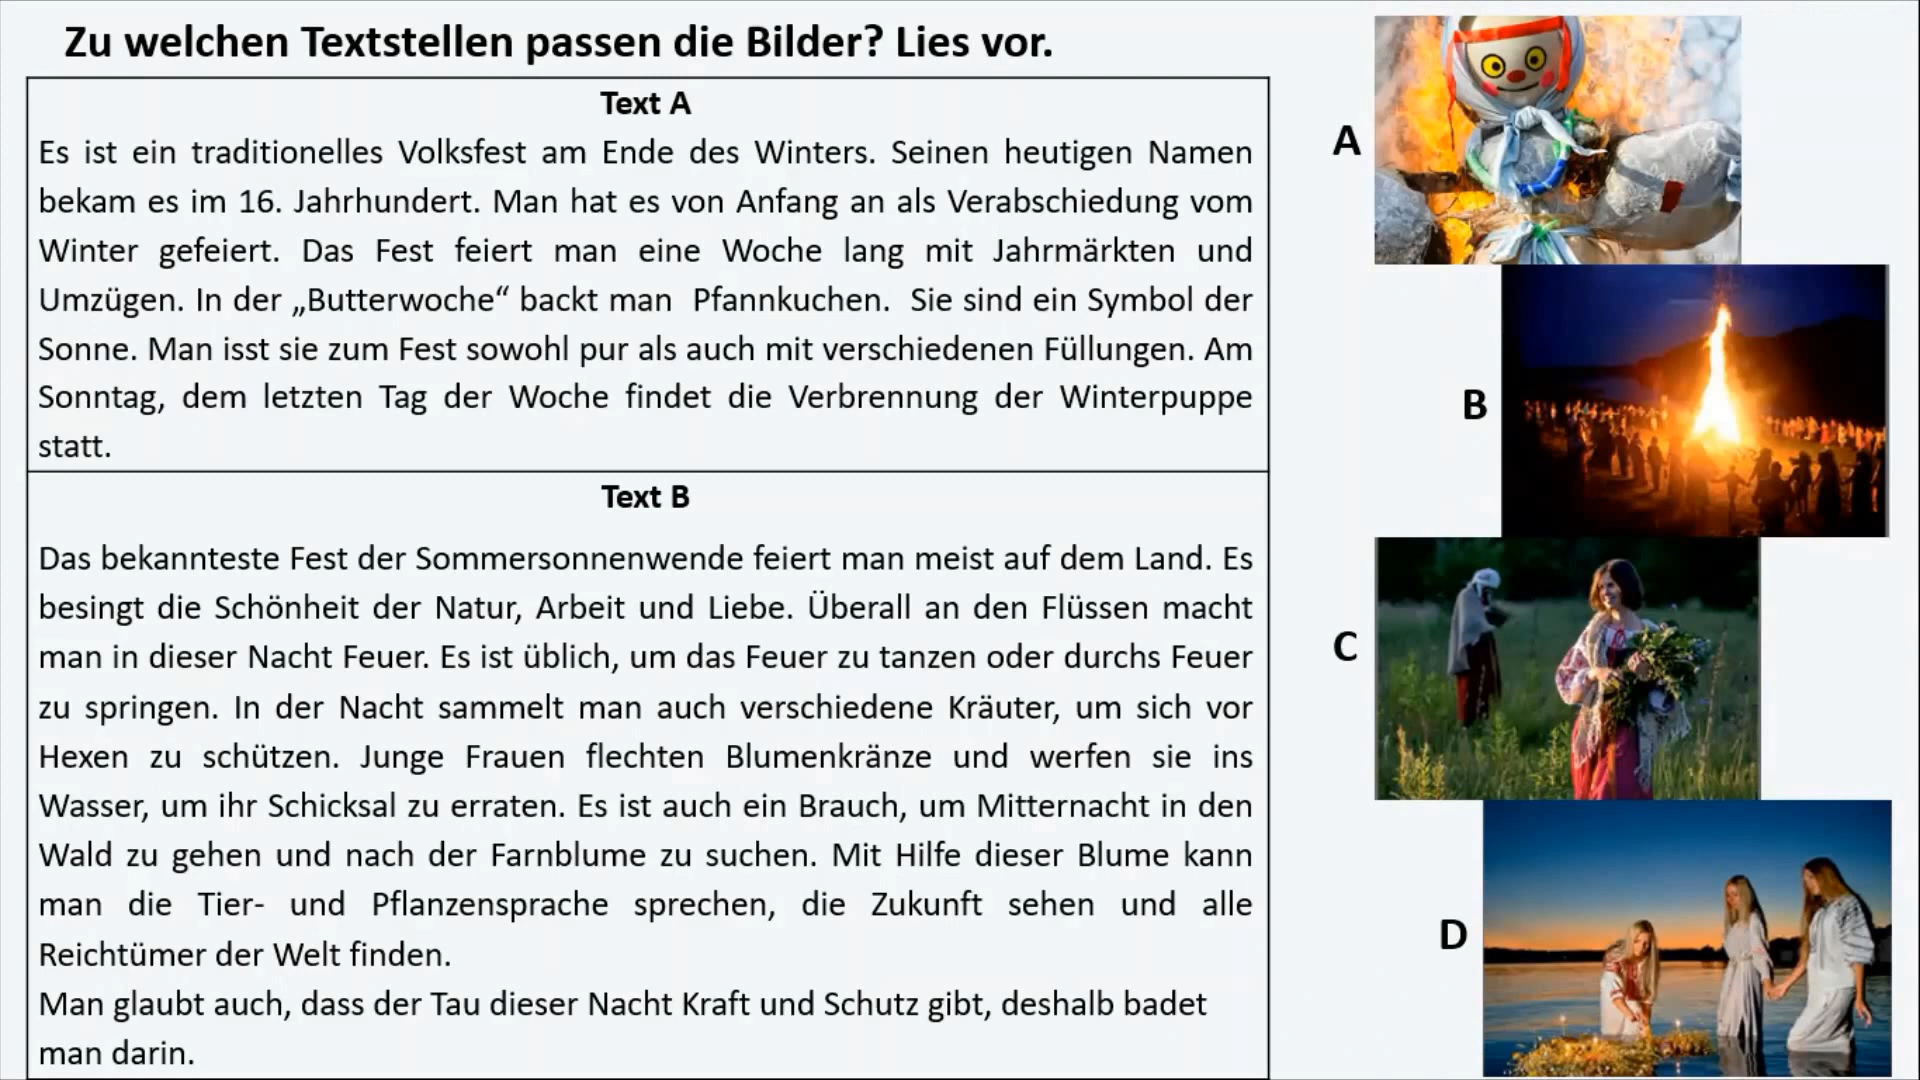 Zu welchen Textstellen passen die Bilder? Lies vor.
Text A
Es ist ein traditionelles Volksfest am Ende des Winters. Seinen heutigen Namen
bekam es im 16. Jahrhundert. Man hat es von Anfang an als Verabschiedung vom
Winter gefeiert. Das Fest feiert man eine Woche lang mit Jahrmärkten und
Umzügen. In der „Butterwoche“ backt man Pfannkuchen. Sie sind ein Symbol der
Sonne. Man isst sie zum Fest sowohl pur als auch mit verschiedenen Füllungen. Am
Sonntag, dem letzten Tag der Woche findet die Verbrennung der Winterpuppe
statt.
Text B
Das bekannteste Fest der Sommersonnenwende feiert man meist auf dem Land. Es
besingt die Schönheit der Natur, Arbeit und Liebe. Überall an den Flüssen macht
man in dieser Nacht Feuer. Es ist üblich, um das Feuer zu tanzen oder durchs Feuer
zu springen. In der Nacht sammelt man auch verschiedene Kräuter, um sich vor
Hexen zu schützen. Junge Frauen flechten Blumenkränze und werfen sie ins
Wasser, um ihr Schicksal zu erraten. Es ist auch ein Brauch, um Mitternacht in den
Wald zu gehen und nach der Farnblume zu suchen. Mit Hilfe dieser Blume kann
man die Tier- und Pflanzensprache sprechen, die Zukunft sehen und alle
Reichtümer der Welt finden.
Man glaubt auch, dass der Tau dieser Nacht Kraft und Schutz gibt, deshalb badet
man darin.
A
B
C
D